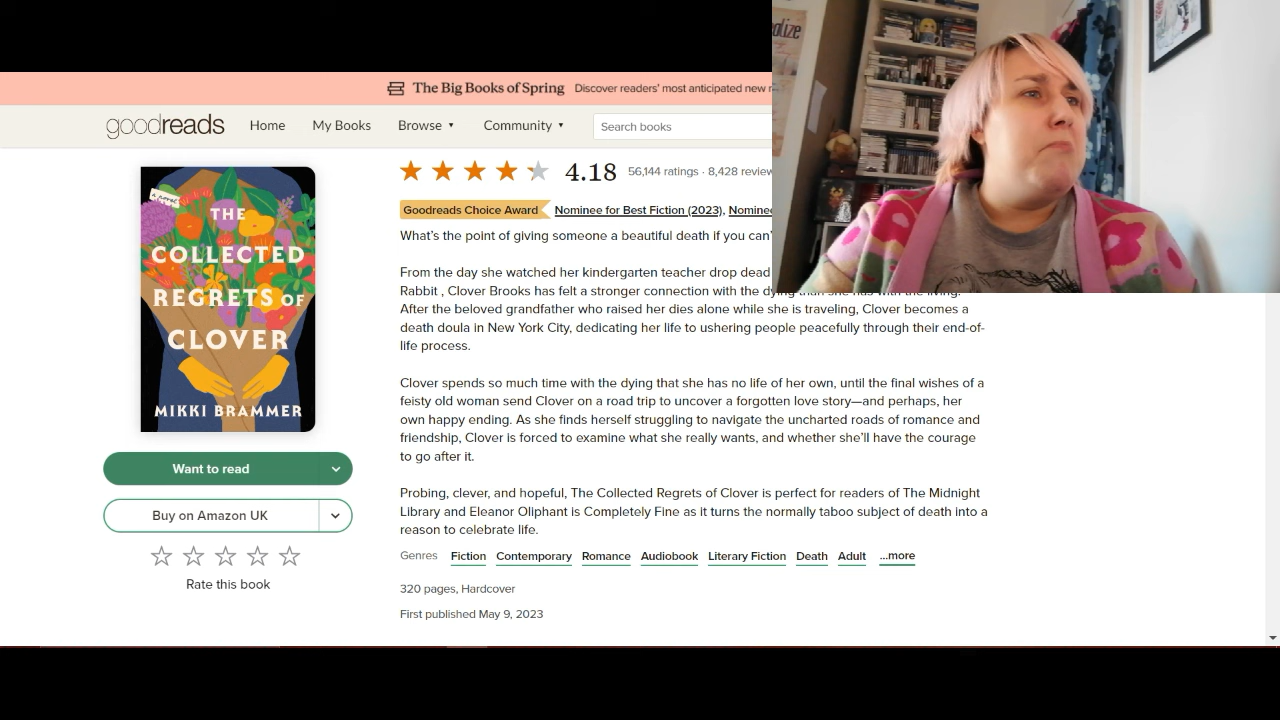 The Big Books of Spring Discover readers' most anticipated new
goodreads Home My Books Browse ▼ Community ▼ Search books
a novel
THE
COLLECTED
REGRETS OF
CLOVER
MIKKI BRAMMER
Want to read
Buy on Amazon UK
Rate this book
4.18 56,144 ratings · 8,428 review
Goodreads Choice Award Nominee for Best Fiction (2023), Nominee
What's the point of giving someone a beautiful death if you can'
From the day she watched her kindergarten teacher drop dead
Rabbit , Clover Brooks has felt a stronger connection with the dying than she has with the living.
After the beloved grandfather who raised her dies alone while she is traveling, Clover becomes a
death doula in New York City, dedicating her life to ushering people peacefully through their end-of-
life process.
Clover spends so much time with the dying that she has no life of her own, until the final wishes of a
feisty old woman send Clover on a road trip to uncover a forgotten love story—and perhaps, her
own happy ending. As she finds herself struggling to navigate the uncharted roads of romance and
friendship, Clover is forced to examine what she really wants, and whether she'll have the courage
to go after it.
Probing, clever, and hopeful, The Collected Regrets of Clover is perfect for readers of The Midnight
Library and Eleanor Oliphant is Completely Fine as it turns the normally taboo subject of death into a
reason to celebrate life.
Genres Fiction Contemporary Romance Audiobook Literary Fiction Death Adult ...more
320 pages, Hardcover
First published May 9, 2023